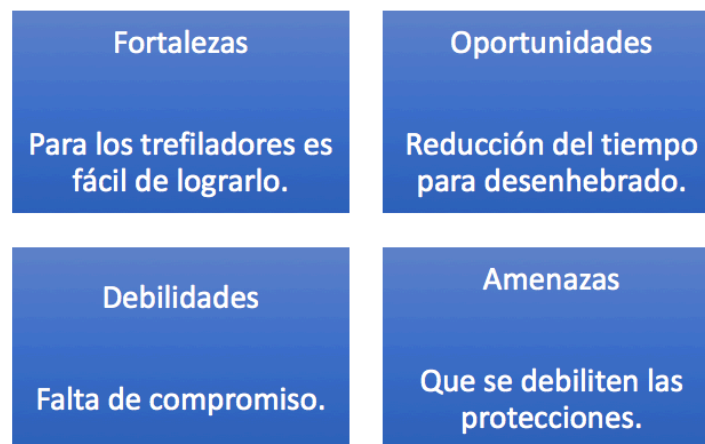 Fortalezas
Para los trefiladores es
fácil de lograrlo.
Oportunidades
Reducción del tiempo
para desenhebrado.
Debilidades
Falta de compromiso.
Amenazas
Que se debiliten las
protecciones.